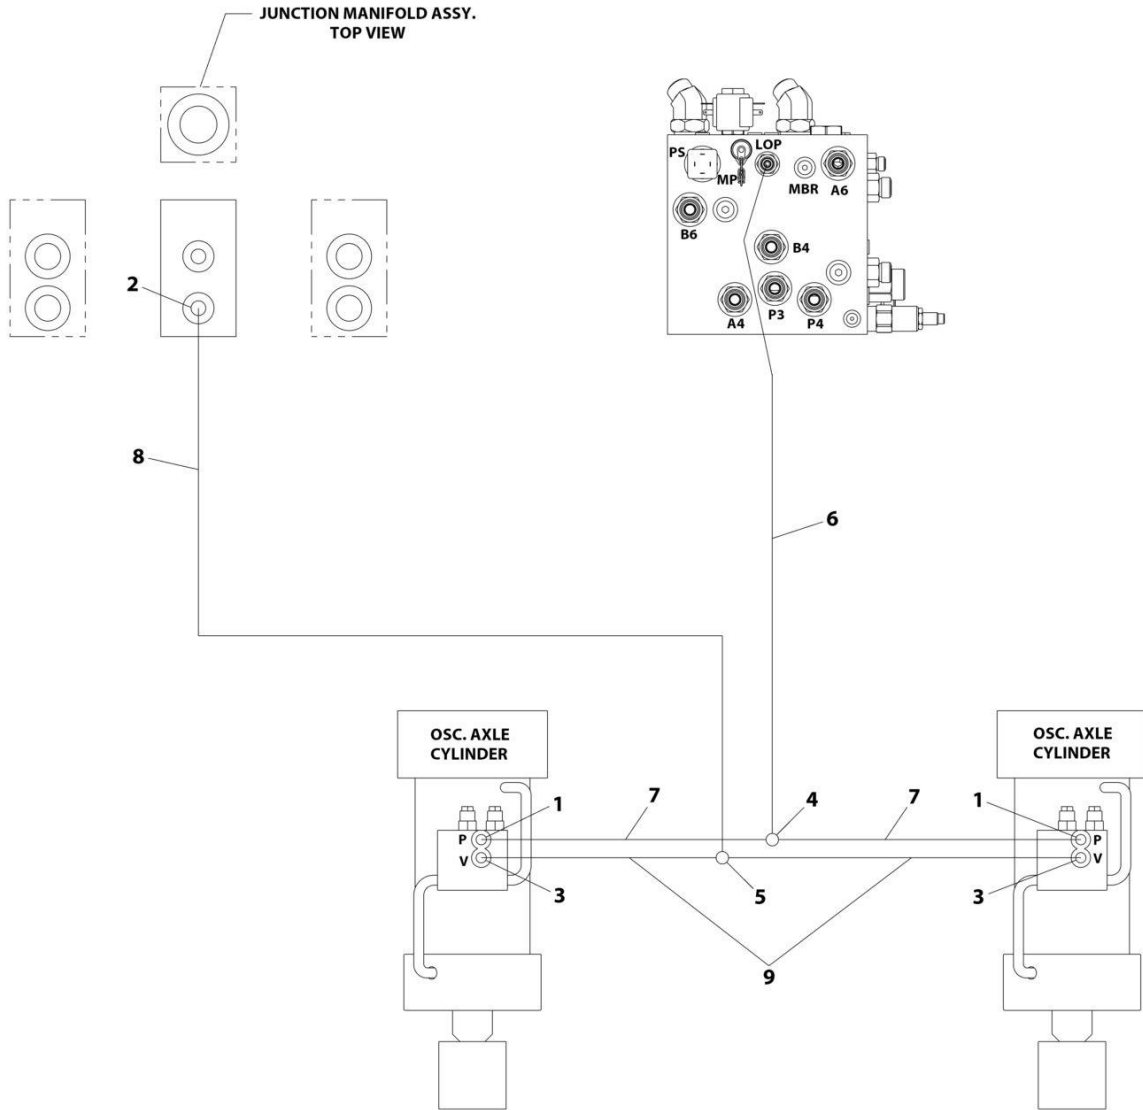 JUNCTION MANIFOLD ASSY.
TOP VIEW
PS
LOP
MP
MBR
A6
B6
B4
2
A4
P3
P4
8
6
OSC. AXLE
CYLINDER
OSC. AXLE
CYLINDER
1
7
4
7
1
P
P
V
V
3
5
3
9